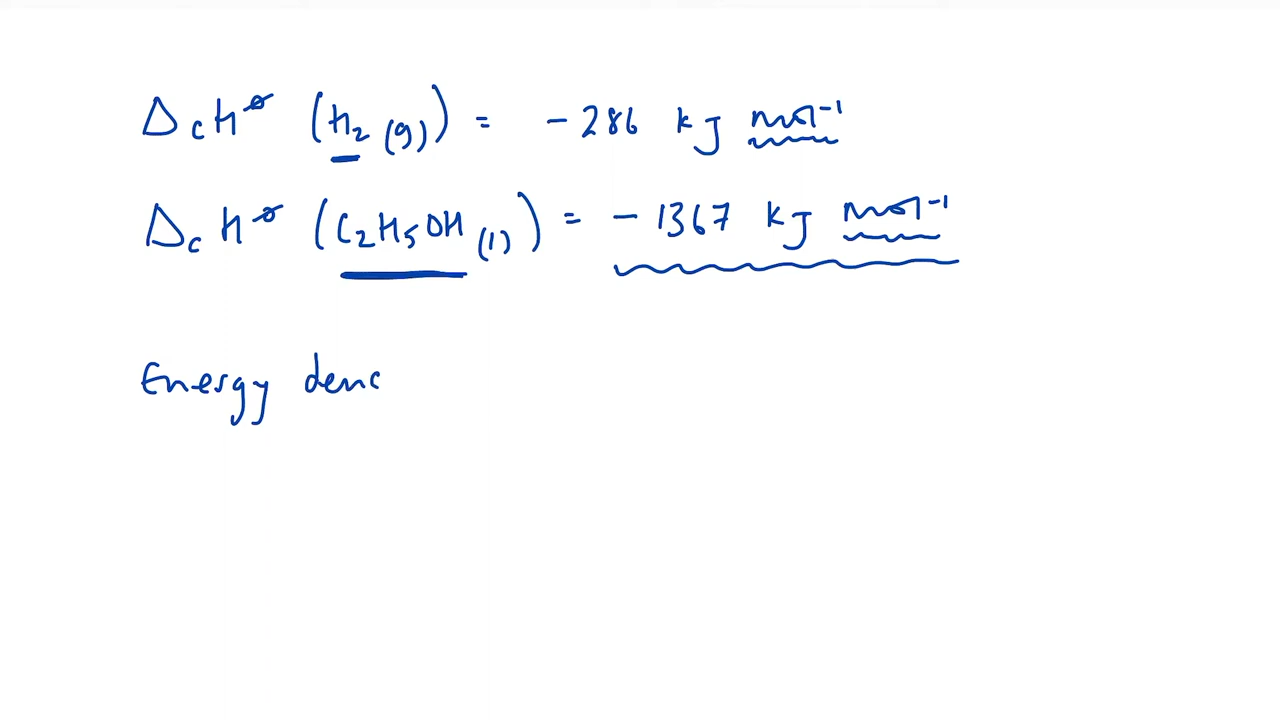 ΔcH⦵ (H₂ (g)) = - 286 kJ mol⁻¹
ΔcH⦵ (C₂H₅OH (l)) = - 1367 kJ mol⁻¹
Energy denc